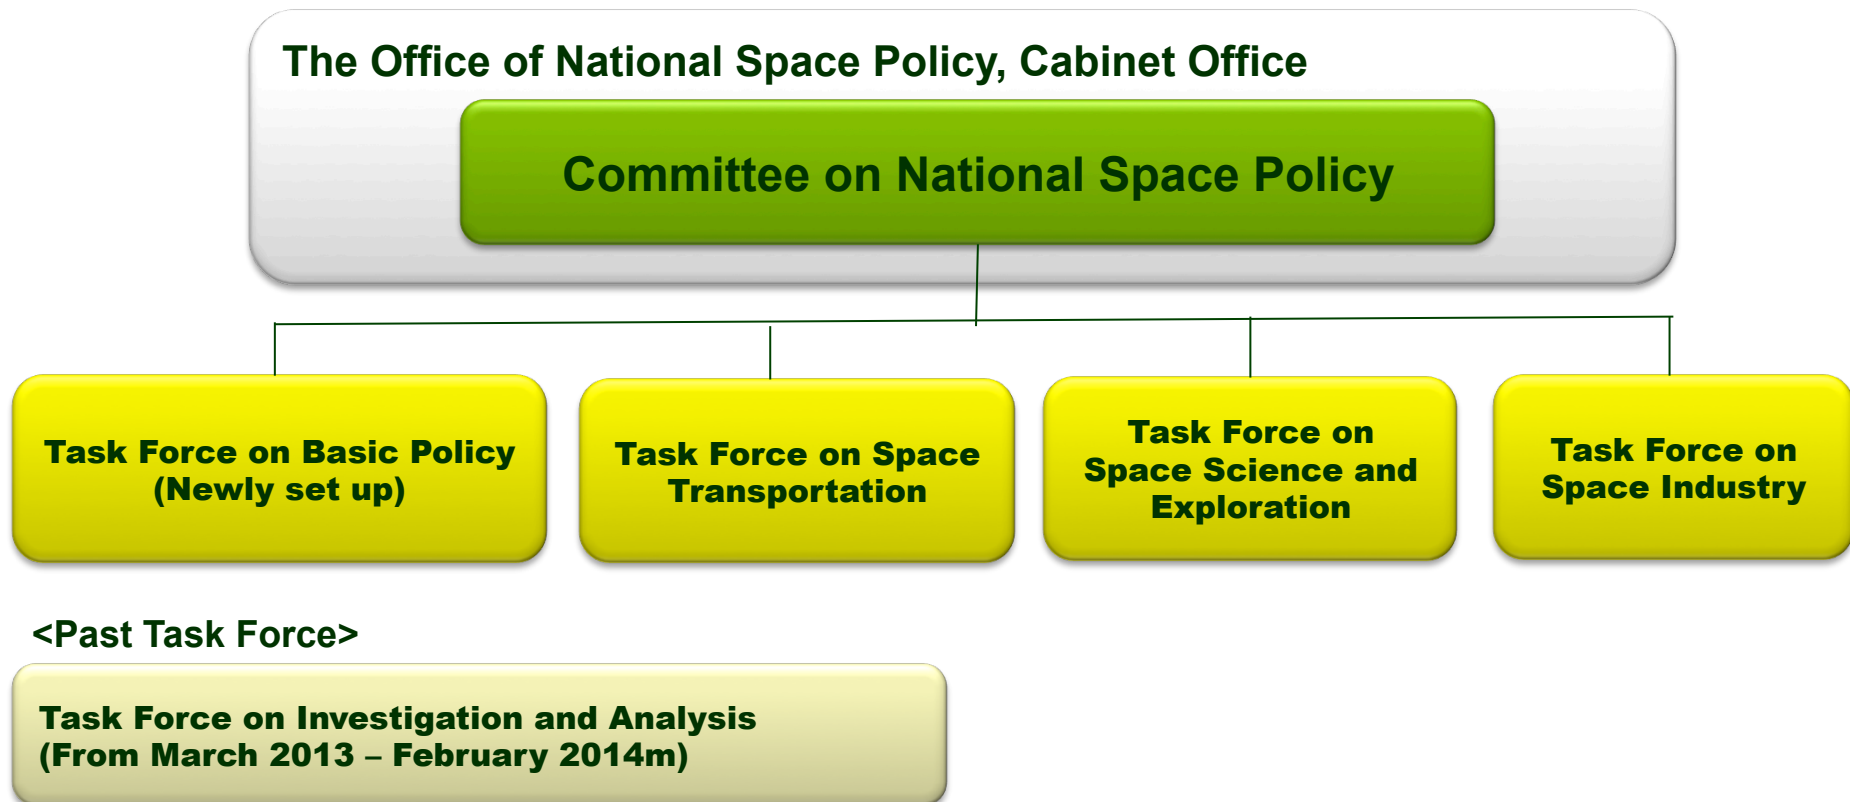 The Office of National Space Policy, Cabinet Office
Committee on National Space Policy
Task Force on Basic Policy
(Newly set up)
Task Force on Space
Transportation
Task Force on
Space Science and
Exploration
Task Force on
Space Industry
<Past Task Force>
Task Force on Investigation and Analysis
(From March 2013 – February 2014m)